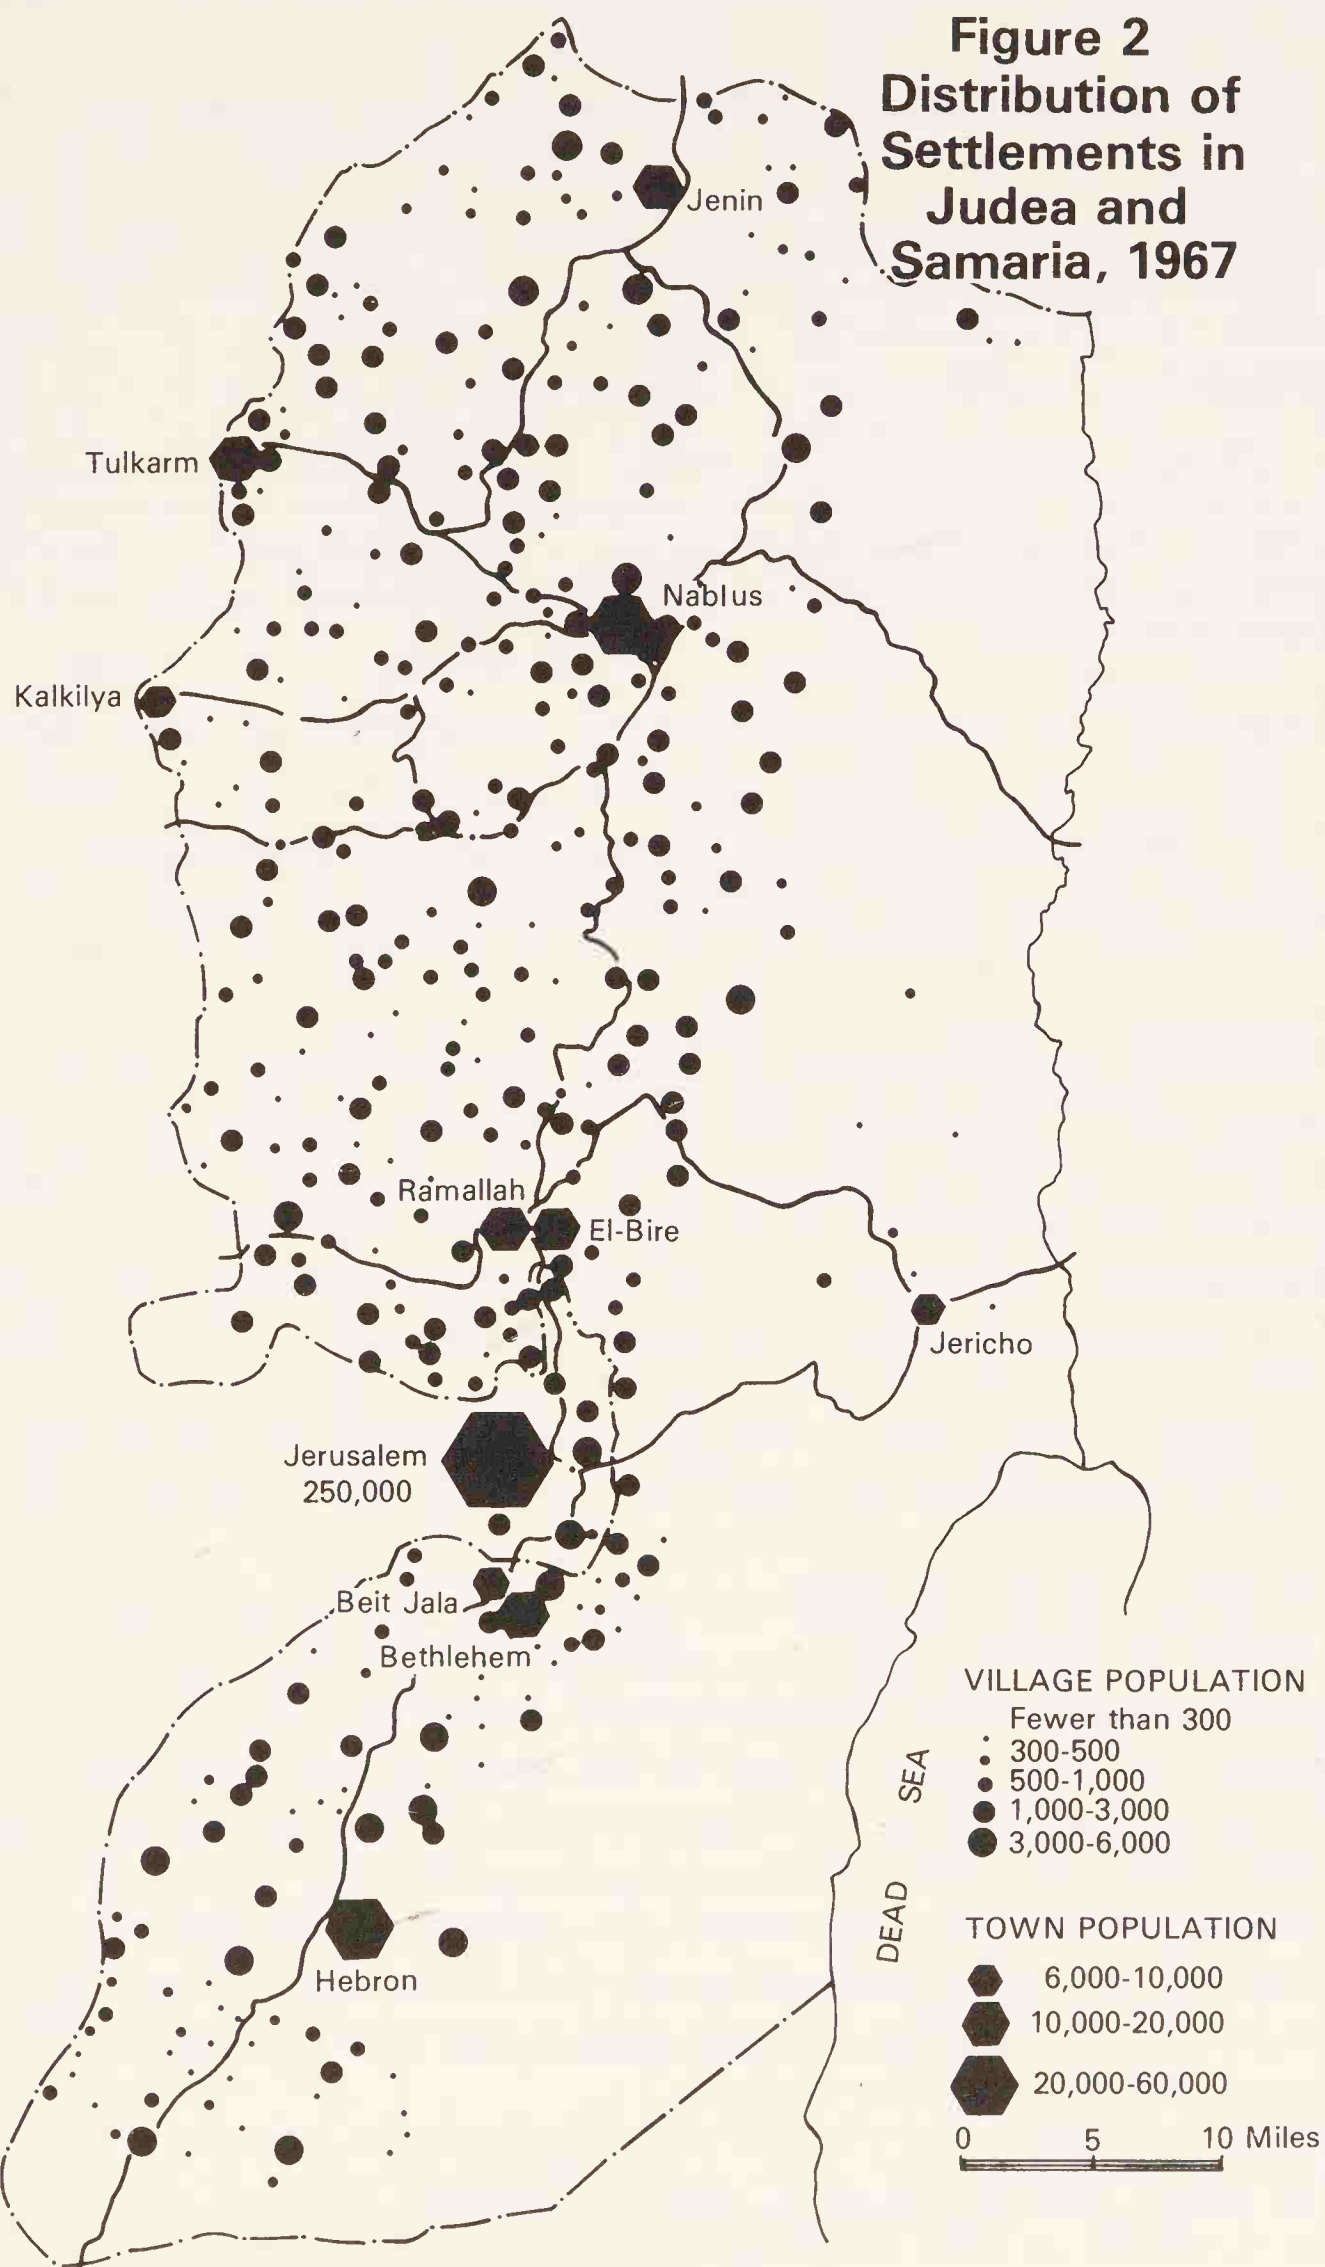 Figure 2
Distribution of
Settlements in
Judea and
Samaria, 1967
Jenin
Tulkarm
Nablus
Kalkilya
Ramallah
El-Bire
Jericho
Jerusalem
250,000
Beit Jala
Bethlehem
Hebron
DEAD SEA
VILLAGE POPULATION
Fewer than 300
300-500
500-1,000
1,000-3,000
3,000-6,000
TOWN POPULATION
6,000-10,000
10,000-20,000
20,000-60,000
0 5 10 Miles